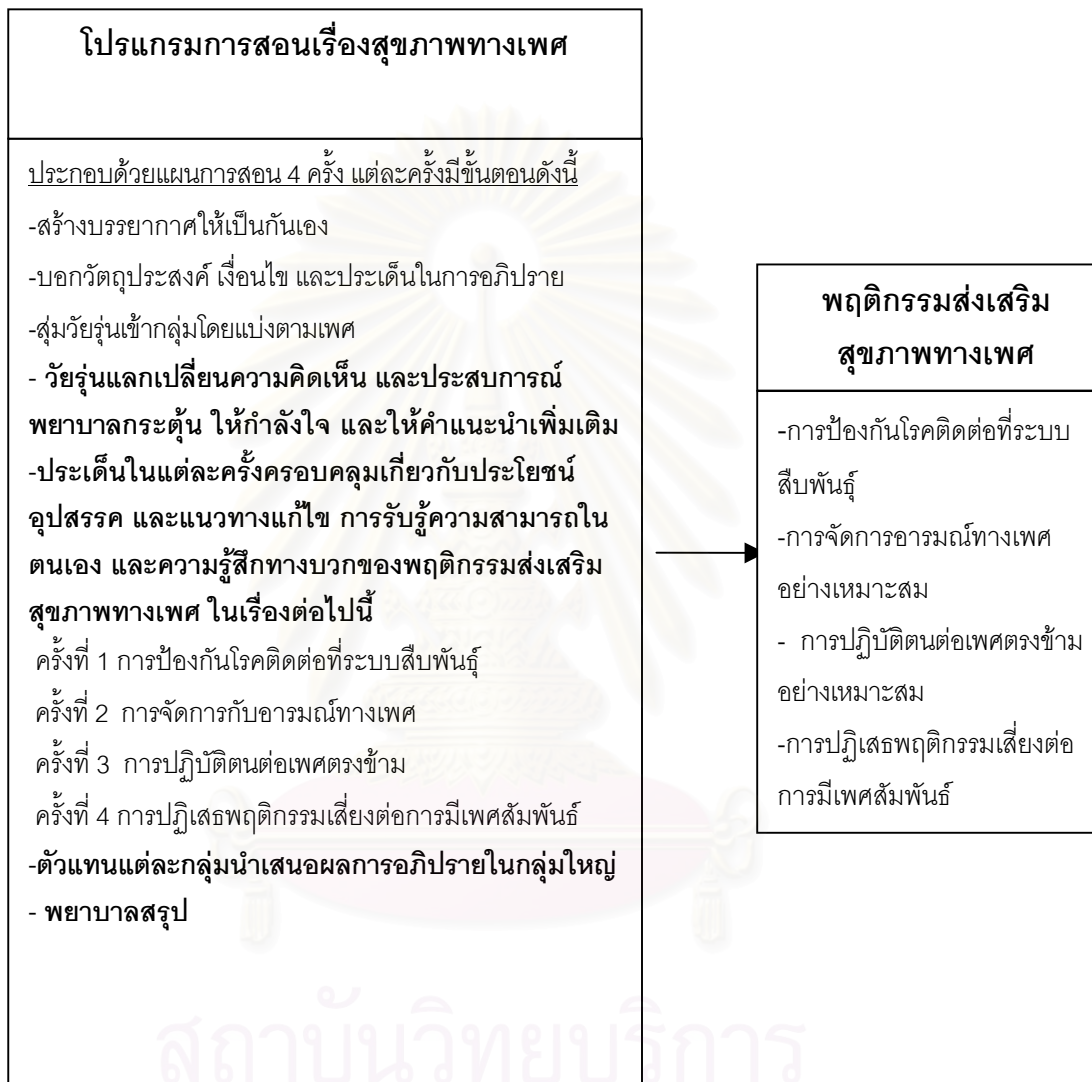 โปรแกรมการสอนเรื่องสุขภาพทางเพศ
ประกอบด้วยแผนการสอน 4 ครั้ง แต่ละครั้งมีขั้นตอนดังนี้
-สร้างบรรยากาศให้เป็นกันเอง
-บอกวัตถุประสงค์ เงื่อนไข และประเด็นในการอภิปราย
-สุ่มวัยรุ่นเข้ากลุ่มโดยแบ่งตามเพศ
- วัยรุ่นแลกเปลี่ยนความคิดเห็น และประสบการณ์
พยาบาลกระตุ้น ให้กำลังใจ และให้คำแนะนำเพิ่มเติม
-ประเด็นในแต่ละครั้งครอบคลุมเกี่ยวกับประโยชน์
อุปสรรค และแนวทางแก้ไข การรับรู้ความสามารถใน
ตนเอง และความรู้สึกทางบวกของพฤติกรรมส่งเสริม
สุขภาพทางเพศ ในเรื่องต่อไปนี้
ครั้งที่ 1 การป้องกันโรคติดต่อที่ระบบสืบพันธุ์
ครั้งที่ 2 การจัดการกับอารมณ์ทางเพศ
ครั้งที่ 3 การปฏิบัติตนต่อเพศตรงข้าม
ครั้งที่ 4 การปฏิเสธพฤติกรรมเสี่ยงต่อการมีเพศสัมพันธ์
-ตัวแทนแต่ละกลุ่มนำเสนอผลการอภิปรายในกลุ่มใหญ่
- พยาบาลสรุป
พฤติกรรมส่งเสริม
สุขภาพทางเพศ
-การป้องกันโรคติดต่อที่ระบบ
สืบพันธุ์
-การจัดการอารมณ์ทางเพศ
อย่างเหมาะสม
- การปฏิบัติตนต่อเพศตรงข้าม
อย่างเหมาะสม
-การปฏิเสธพฤติกรรมเสี่ยงต่อ
การมีเพศสัมพันธ์
สถาบันวิทยบริการ